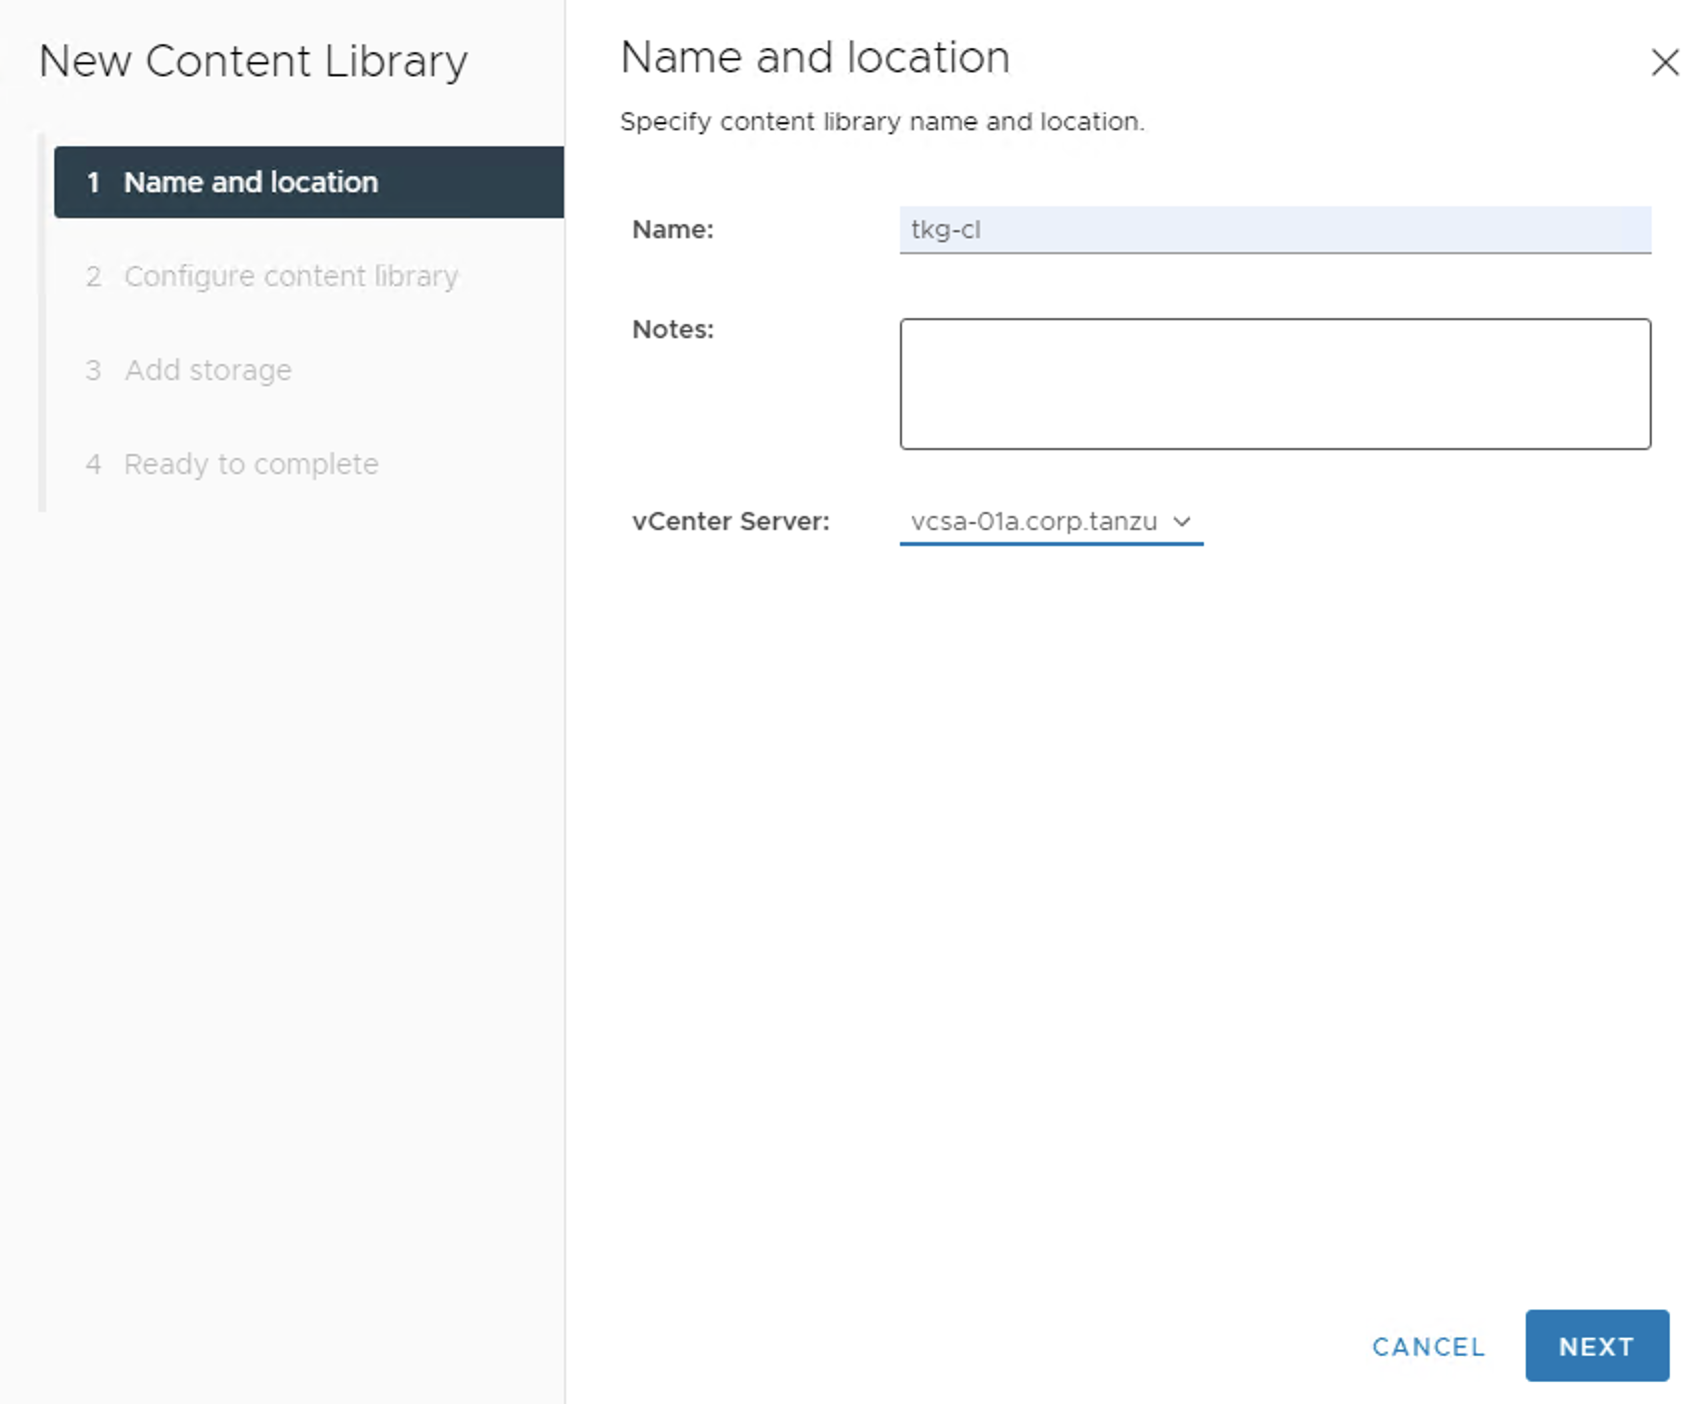 New Content Library
1 Name and location
2 Configure content library
3 Add storage
4 Ready to complete
Name and location
Specify content library name and location.
Name: tkg-cl
Notes:
vCenter Server: vcsa-01a.corp.tanzu
CANCEL NEXT